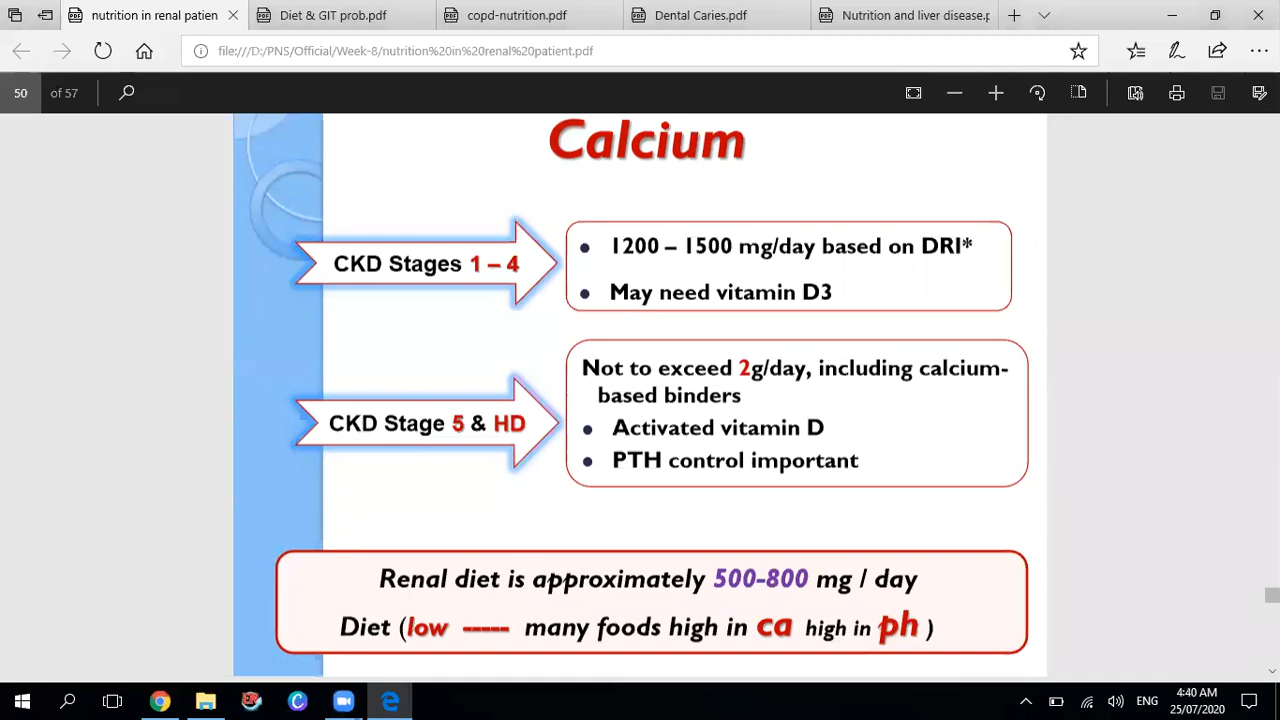 nutrition in renal patien
Diet & GIT prob.pdf
copd-nutrition.pdf
Dental Caries.pdf
Nutrition and liver disease.p
file:///D:/PNS/Official/Week-8/nutrition%20in%20renal%20patient.pdf
50 of 57
Calcium
CKD Stages 1 – 4
1200 – 1500 mg/day based on DRI*
May need vitamin D3
CKD Stage 5 & HD
Not to exceed 2g/day, including calcium-
based binders
Activated vitamin D
PTH control important
Renal diet is approximately 500-800 mg / day
Diet (low ----- many foods high in ca high in ph )
ENG
4:40 AM
25/07/2020